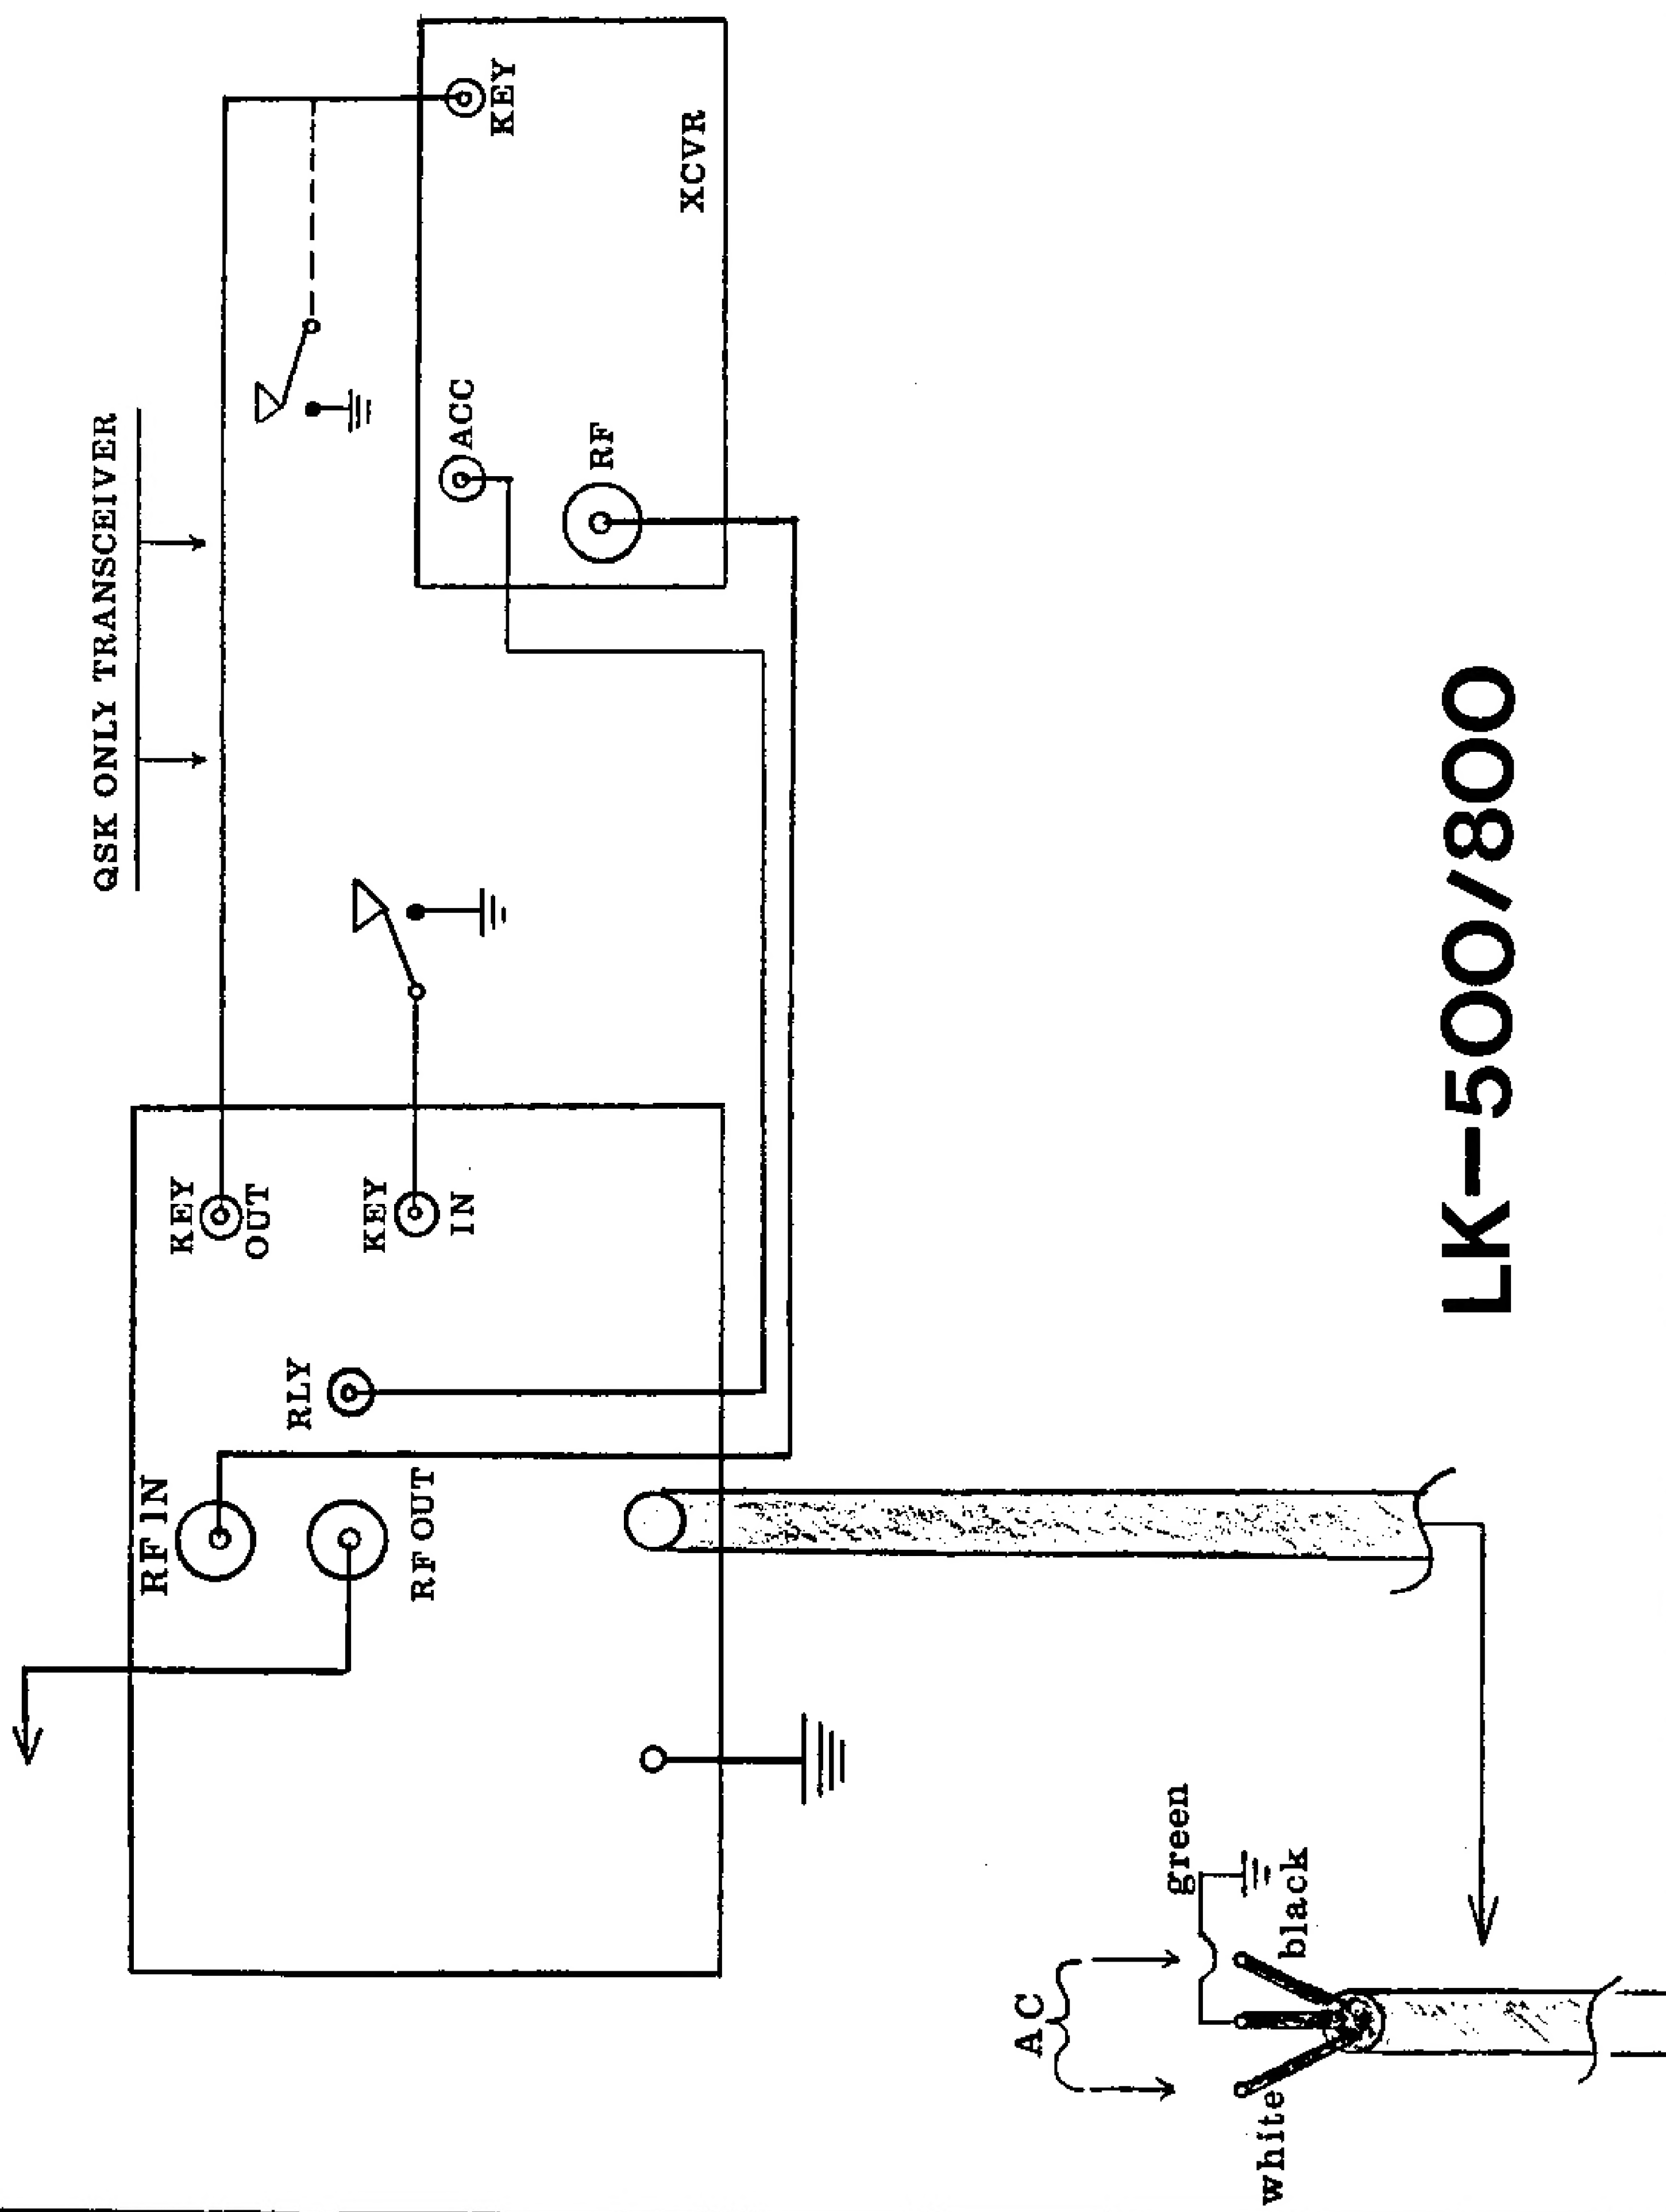 QSK ONLY TRANSCEIVER
RF IN
RF OUT
RLY
KEY
OUT
KEY
IN
ACC
RF
KEY
XCVR
AC
white
green
black
LK-500/800